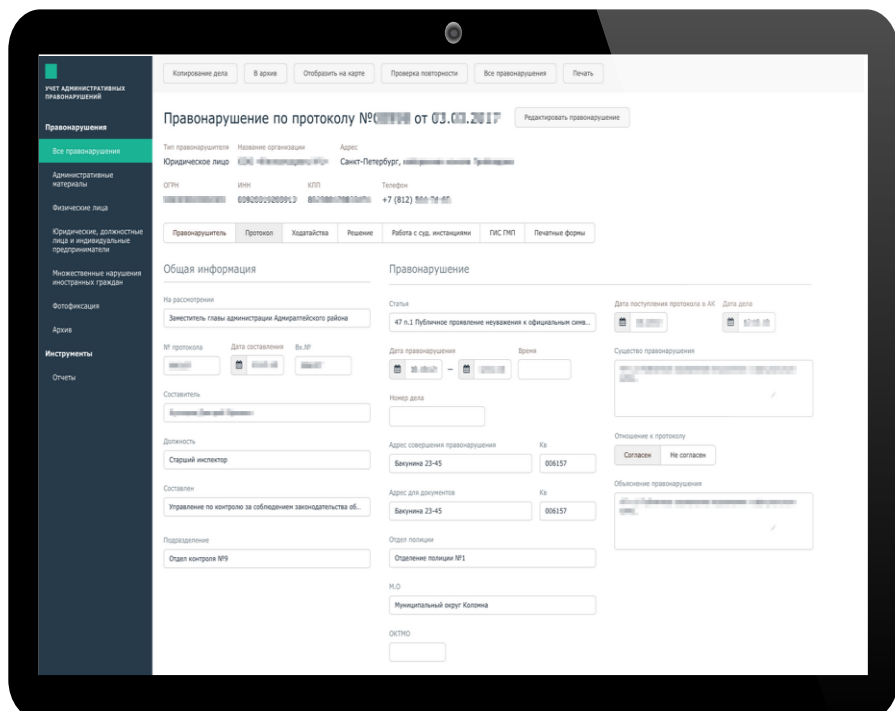 УЧЕТ АДМИНИСТРАТИВНЫХ
ПРАВОНАРУШЕНИЙ
Правонарушения
Все правонарушения
Административные
материалы
Физические лица
Юридические, должностные
лица и индивидуальные
предприниматели
Множественные нарушения
иностранных граждан
Фотофиксация
Архив
Инструменты
Отчеты
Копирование дела В архив Отобразить на карте Проверка повторности Все правонарушения Печать
Правонарушение по протоколу № от 03. .2017 Редактировать правонарушение
Тип правонарушителя Название организации Адрес
Юридическое лицо Санкт-Петербург,
ОГРН ИНН КПП Телефон
+7 (812)
Правонарушитель Протокол Ходатайства Решение Работа с суд. инстанциями ГИС ГМП Печатные формы
Общая информация
На рассмотрении
Заместитель главы администрации Адмиралтейского района
№ протокола Дата составления Вх.№
Составитель
Должность
Старший инспектор
Составлен
Управление по контролю за соблюдением законодательства об...
Подразделение
Отдел контроля №9
Правонарушение
Статья
47 п.1 Публичное проявление неуважения к официальным симв...
Дата правонарушения Время
–
Номер дела
Адрес совершения правонарушения Кв
Бакунина 23-45 006157
Адрес для документов Кв
Бакунина 23-45 006157
Отдел полиции
Отделение полиции №1
М.О
Муниципальный округ Коломна
ОКТМО
Дата поступления протокола в АК Дата дела
Существо правонарушения
Отношение к протоколу
Согласен Не согласен
Объяснение правонарушения